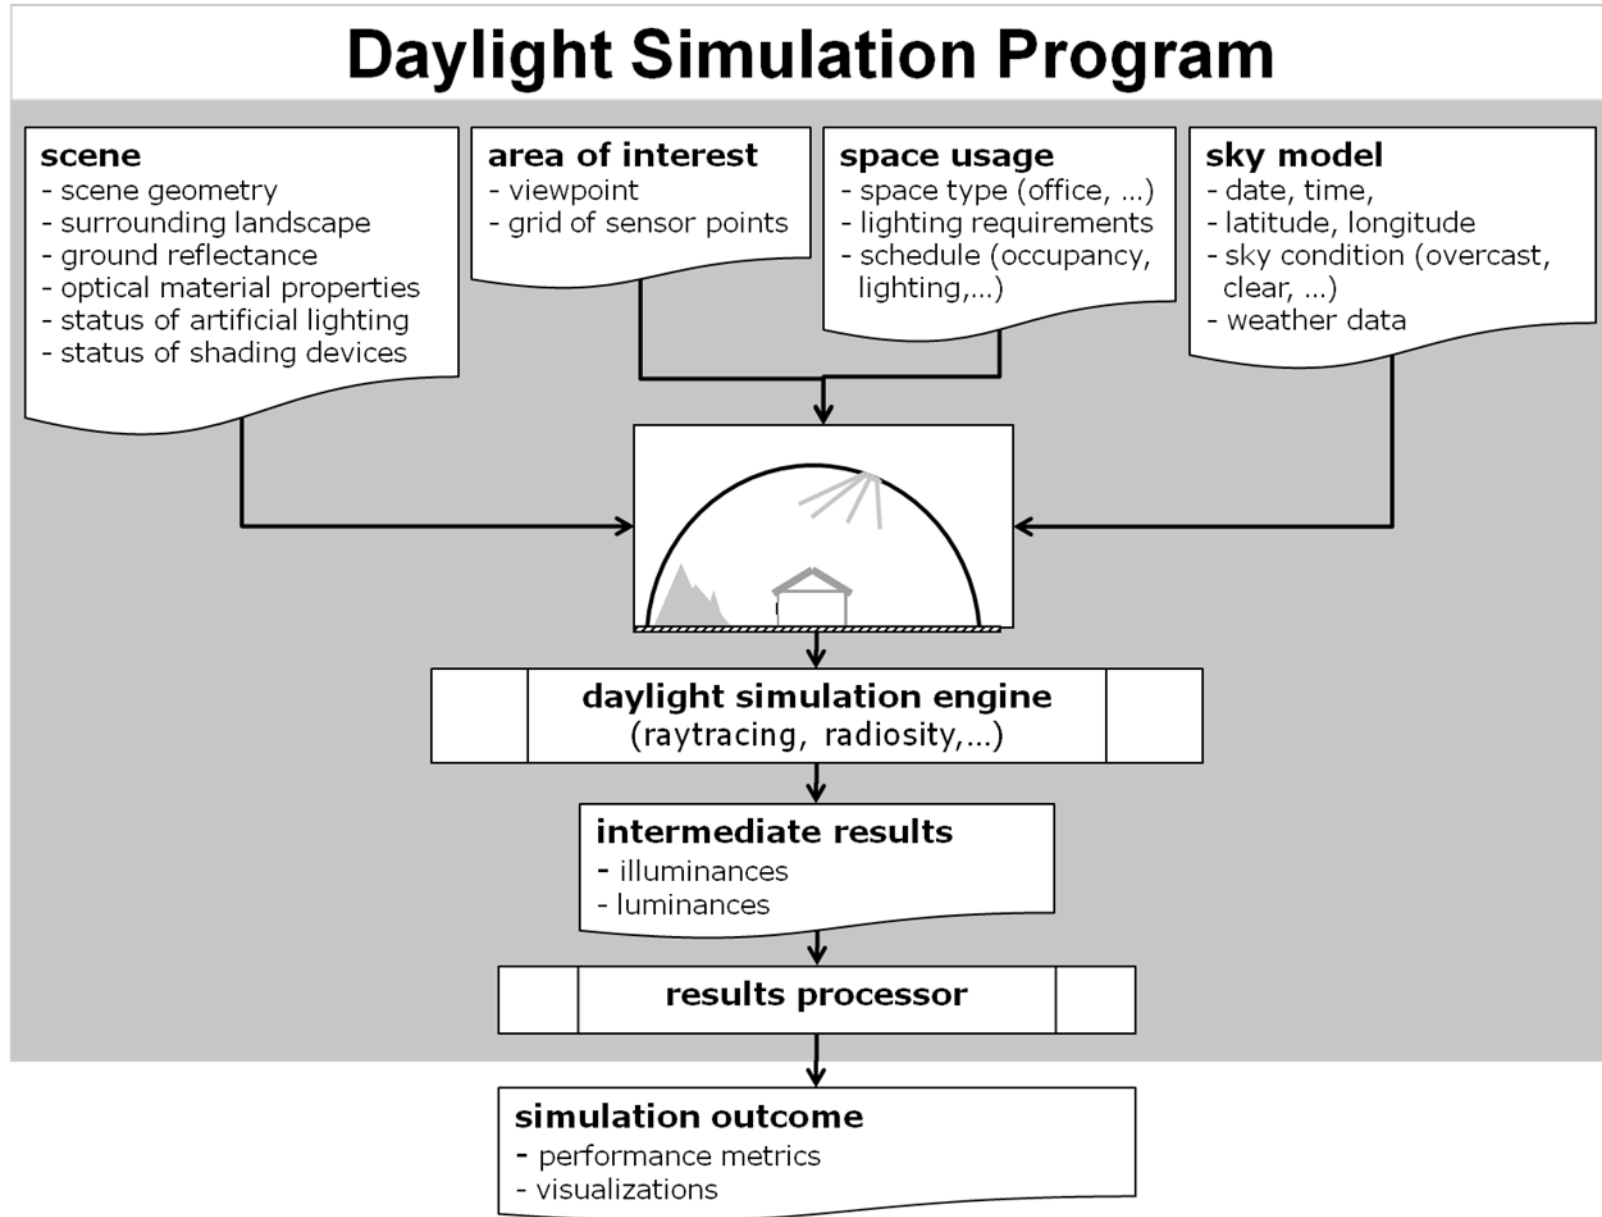 Daylight Simulation Program
scene
- scene geometry
- surrounding landscape
- ground reflectance
- optical material properties
- status of artificial lighting
- status of shading devices
area of interest
- viewpoint
- grid of sensor points
space usage
- space type (office, ...)
- lighting requirements
- schedule (occupancy,
lighting,...)
sky model
- date, time,
- latitude, longitude
- sky condition (overcast,
clear, ...)
- weather data
daylight simulation engine
(raytracing, radiosity,...)
intermediate results
- illuminances
- luminances
results processor
simulation outcome
- performance metrics
- visualizations